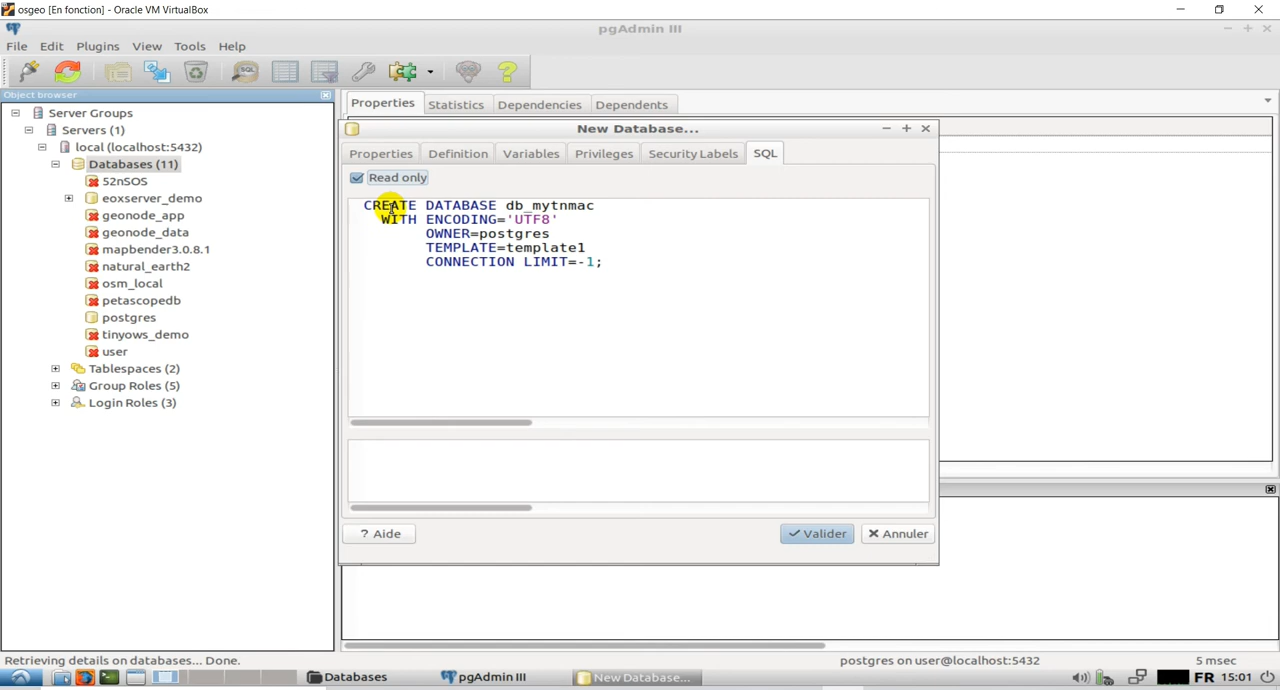 osgeo [En fonction] - Oracle VM VirtualBox
pgAdmin III
File Edit Plugins View Tools Help
SQL
Object browser
Server Groups
Servers (1)
local (localhost:5432)
Databases (11)
52nSOS
eoxserver_demo
geonode_app
geonode_data
mapbender3.0.8.1
natural_earth2
osm_local
petascopedb
postgres
tinyows_demo
user
Tablespaces (2)
Group Roles (5)
Login Roles (3)
Properties Statistics Dependencies Dependents
New Database...
Properties Definition Variables Privileges Security Labels SQL
Read only
CREATE DATABASE db_mytnmac
WITH ENCODING='UTF8'
OWNER=postgres
TEMPLATE=template1
CONNECTION LIMIT=-1;
? Aide
Valider
Annuler
Retrieving details on databases... Done.
postgres on user@localhost:5432
5 msec
Databases
pgAdmin III
New Database...
FR 15:01